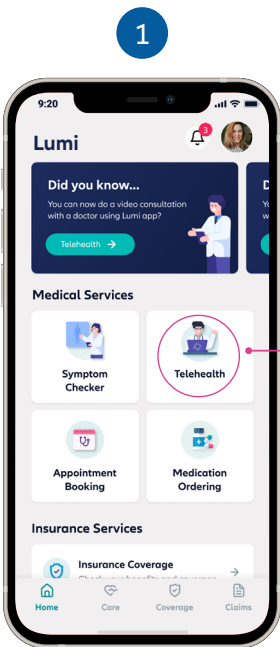 1
9:20
Lumi
3
Did you know...
You can now do a video consultation
with a doctor using Lumi app?
Telehealth →
Medical Services
Symptom
Checker
Telehealth
Appointment
Booking
Medication
Ordering
Insurance Services
Insurance Coverage
Home
Care
Coverage
Claims